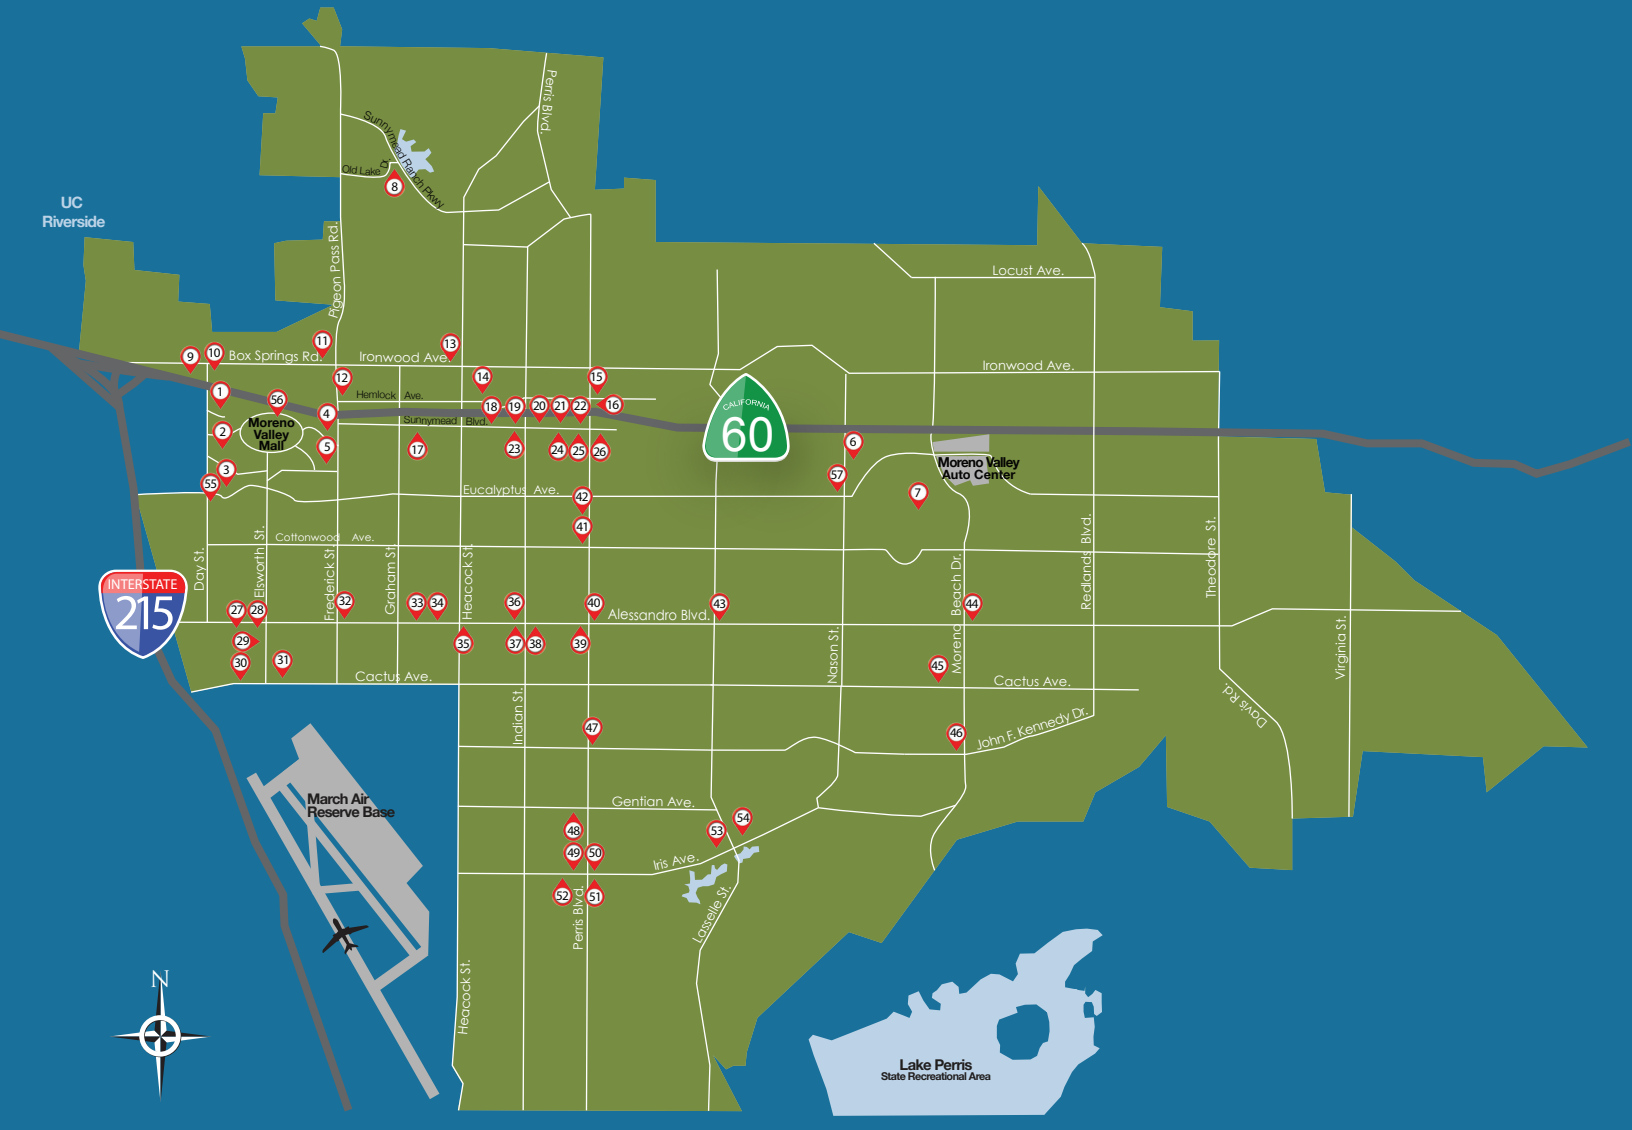 Perris Blvd.
Sunnymead Ranch Pkwy
Old Lake Dr.
8
UC
Riverside
Pigeon Pass Rd.
Locust Ave.
9
10
Box Springs Rd.
11
Ironwood Ave.
13
Ironwood Ave.
12
14
15
1
56
Hemlock Ave.
4
18
19
20
21
22
16
CALIFORNIA
60
Moreno
Valley
Mall
2
5
Sunnymead Blvd.
17
23
24
25
26
6
3
55
57
Moreno Valley
Auto Center
7
Eucalyptus Ave.
42
41
Cottonwood Ave.
Day St.
Elsworth St.
Frederick St.
Graham St.
Heacock St.
Moreno Beach Dr.
Redlands Blvd.
Theodore St.
INTERSTATE
215
27
28
32
33
34
36
40
Alessandro Blvd.
43
44
29
35
37
38
39
Nason St.
Virginia St.
30
31
45
Cactus Ave.
Cactus Ave.
Davis Rd.
Indian St.
47
46
John F. Kennedy Dr.
March Air
Reserve Base
Gentian Ave.
48
53
54
49
50
Iris Ave.
52
51
Perris Blvd.
Lasselle St.
Heacock St.
N
Lake Perris
State Recreational Area